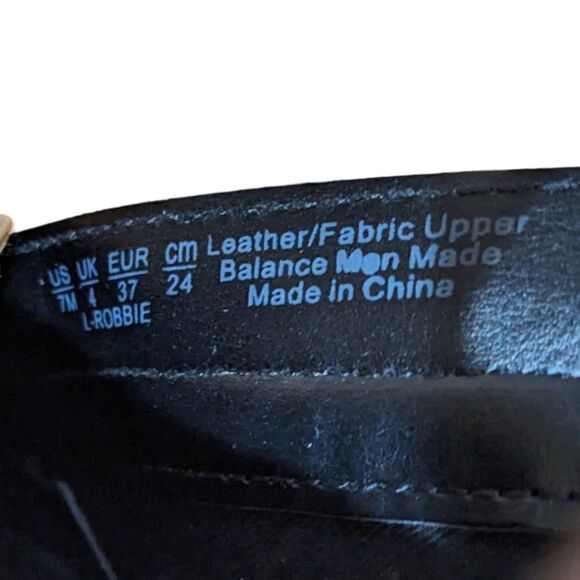 US UK EUR cm
7M 4 37 24
L-ROBBIE
Leather/Fabric Upper
Balance Man Made
Made in China